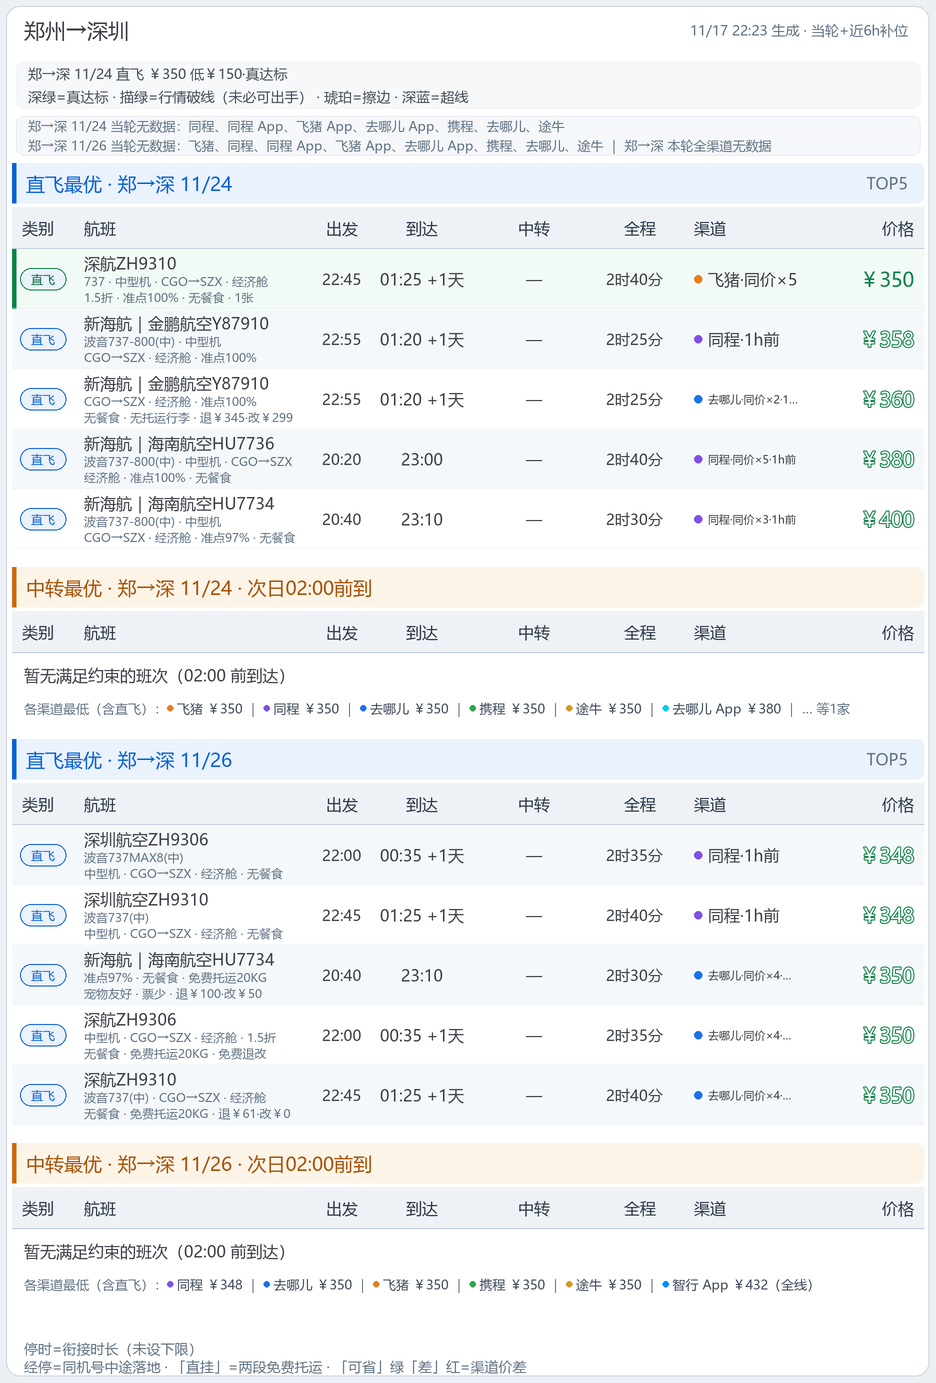 郑州→深圳
11/17 22:23 生成 · 当轮+近6h补位
郑→深 11/24 直飞 ¥350 低¥150·真达标
深绿=真达标 · 描绿=行情破线（未必可出手） · 琥珀=擦边 · 深蓝=超线
郑→深 11/24 当轮无数据：同程、同程 App、飞猪 App、去哪儿 App、携程、去哪儿、途牛
郑→深 11/26 当轮无数据：飞猪、同程、同程 App、飞猪 App、去哪儿 App、携程、去哪儿、途牛 | 郑→深 本轮全渠道无数据
直飞最优 · 郑→深 11/24 TOP5
类别 航班 出发 到达 中转 全程 渠道 价格
深航ZH9310
直飞 737 · 中型机 · CGO→SZX · 经济舱 22:45 01:25 +1天 — 2时40分 飞猪·同价×5 ¥350
1.5折 · 准点100% · 无餐食 · 1张
新海航 | 金鹏航空Y87910
直飞 波音737-800(中) · 中型机 22:55 01:20 +1天 — 2时25分 同程·1h前 ¥358
CGO→SZX · 经济舱 · 准点100%
新海航 | 金鹏航空Y87910
直飞 CGO→SZX · 经济舱 · 准点100% 22:55 01:20 +1天 — 2时25分 去哪儿·同价×2·1... ¥360
无餐食 · 无托运行李 · 退¥345·改¥299
新海航 | 海南航空HU7736
直飞 波音737-800(中) · 中型机 · CGO→SZX 20:20 23:00 — 2时40分 同程·同价×5·1h前 ¥380
经济舱 · 准点100% · 无餐食
新海航 | 海南航空HU7734
直飞 波音737-800(中) · 中型机 20:40 23:10 — 2时30分 同程·同价×3·1h前 ¥400
CGO→SZX · 经济舱 · 准点97% · 无餐食
中转最优 · 郑→深 11/24 · 次日02:00前到
类别 航班 出发 到达 中转 全程 渠道 价格
暂无满足约束的班次（02:00 前到达）
各渠道最低（含直飞）: 飞猪 ¥350 | 同程 ¥350 | 去哪儿 ¥350 | 携程 ¥350 | 途牛 ¥350 | 去哪儿 App ¥380 | ... 等1家
直飞最优 · 郑→深 11/26 TOP5
类别 航班 出发 到达 中转 全程 渠道 价格
深圳航空ZH9306
直飞 波音737MAX8(中) 22:00 00:35 +1天 — 2时35分 同程·1h前 ¥348
中型机 · CGO→SZX · 经济舱 · 无餐食
深圳航空ZH9310
直飞 波音737(中) 22:45 01:25 +1天 — 2时40分 同程·1h前 ¥348
中型机 · CGO→SZX · 经济舱 · 无餐食
新海航 | 海南航空HU7734
直飞 准点97% · 无餐食 · 免费托运20KG 20:40 23:10 — 2时30分 去哪儿·同价×4·... ¥350
宠物友好 · 票少 · 退¥100·改¥50
深航ZH9306
直飞 中型机 · CGO→SZX · 经济舱 · 1.5折 22:00 00:35 +1天 — 2时35分 去哪儿·同价×4·... ¥350
无餐食 · 免费托运20KG · 免费退改
深航ZH9310
直飞 波音737(中) · CGO→SZX · 经济舱 22:45 01:25 +1天 — 2时40分 去哪儿·同价×4·... ¥350
无餐食 · 免费托运20KG · 退¥61·改¥0
中转最优 · 郑→深 11/26 · 次日02:00前到
类别 航班 出发 到达 中转 全程 渠道 价格
暂无满足约束的班次（02:00 前到达）
各渠道最低（含直飞）: 同程 ¥348 | 去哪儿 ¥350 | 飞猪 ¥350 | 携程 ¥350 | 途牛 ¥350 | 智行 App ¥432（全线）
停时=衔接时长（未设下限）
经停=同机号中途落地 · 「直挂」=两段免费托运 · 「可省」绿「差」红=渠道价差